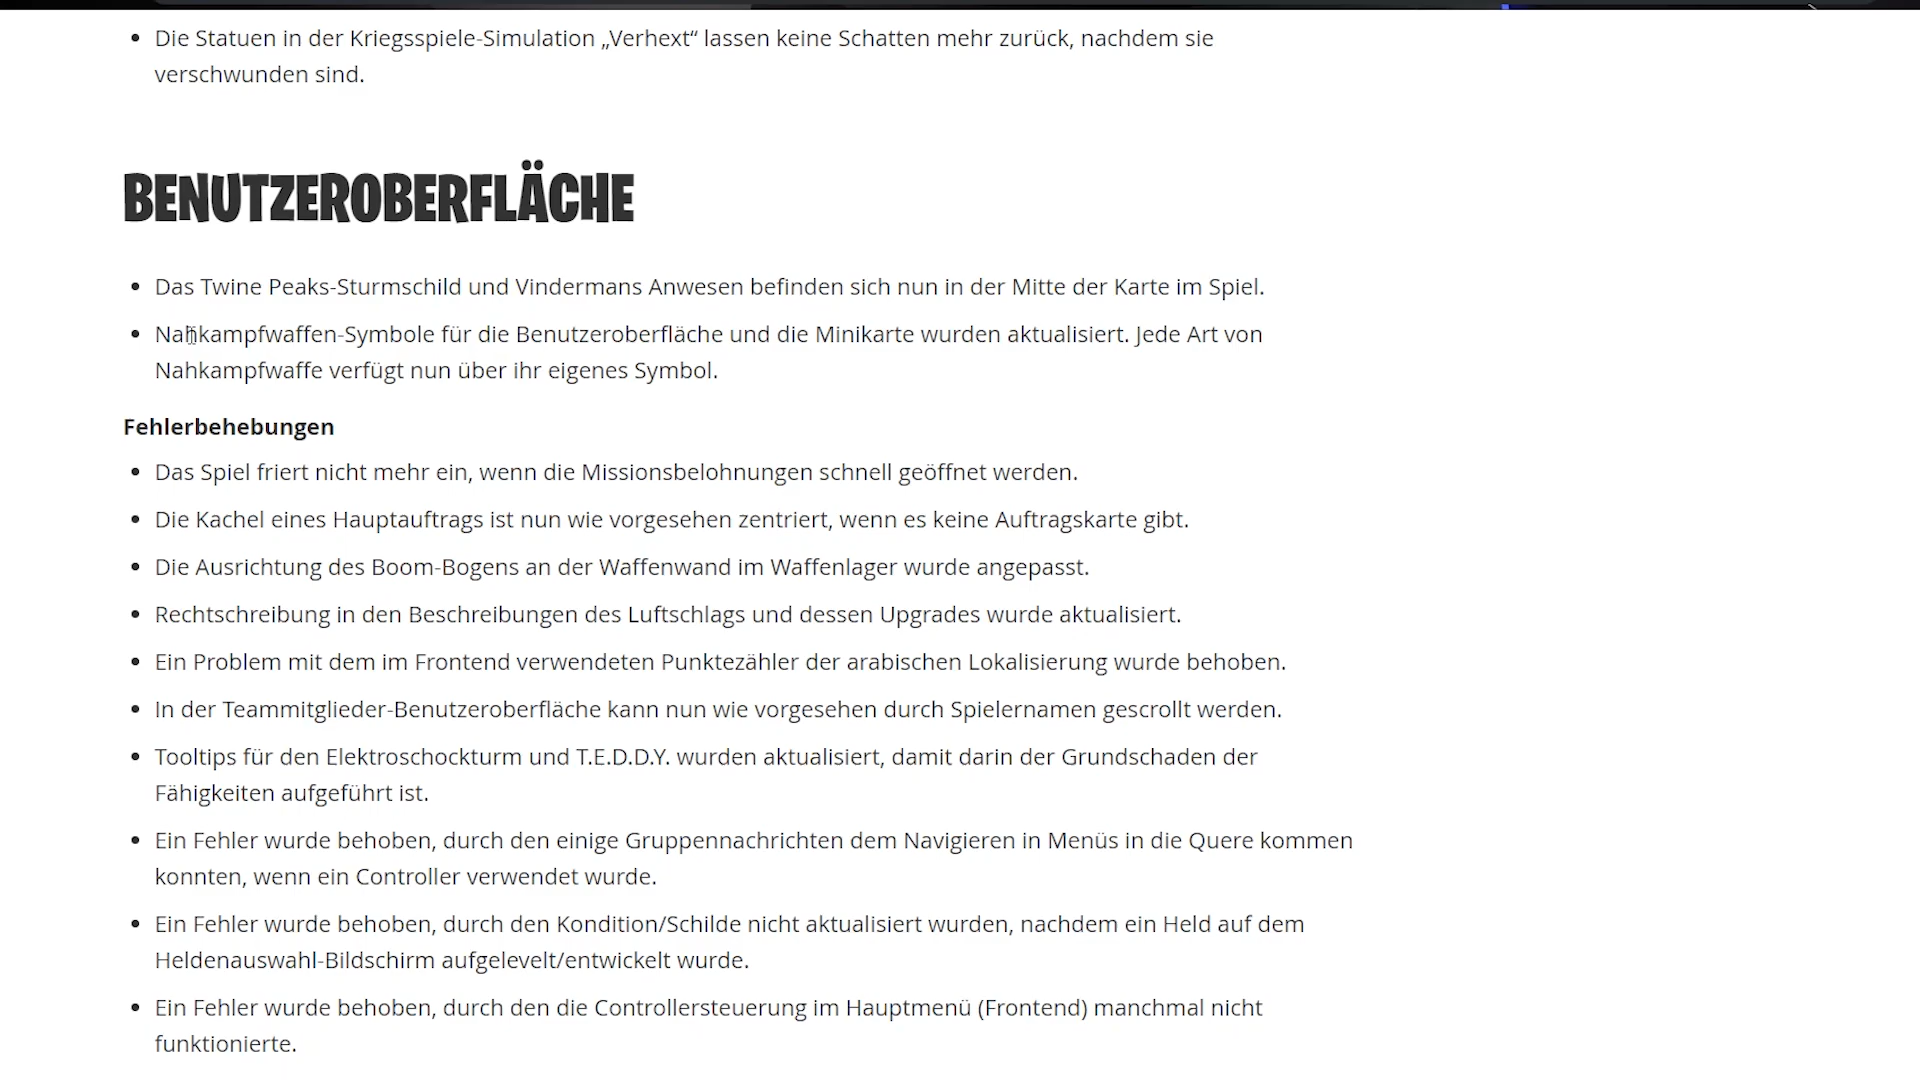 Die Statuen in der Kriegsspiele-Simulation „Verhext“ lassen keine Schatten mehr zurück, nachdem sie
verschwunden sind.
BENUTZEROBERFLÄCHE
Das Twine Peaks-Sturmschild und Vindermans Anwesen befinden sich nun in der Mitte der Karte im Spiel.
Nahkampfwaffen-Symbole für die Benutzeroberfläche und die Minikarte wurden aktualisiert. Jede Art von
Nahkampfwaffe verfügt nun über ihr eigenes Symbol.
Fehlerbehebungen
Das Spiel friert nicht mehr ein, wenn die Missionsbelohnungen schnell geöffnet werden.
Die Kachel eines Hauptauftrags ist nun wie vorgesehen zentriert, wenn es keine Auftragskarte gibt.
Die Ausrichtung des Boom-Bogens an der Waffenwand im Waffenlager wurde angepasst.
Rechtschreibung in den Beschreibungen des Luftschlags und dessen Upgrades wurde aktualisiert.
Ein Problem mit dem im Frontend verwendeten Punktezähler der arabischen Lokalisierung wurde behoben.
In der Teammitglieder-Benutzeroberfläche kann nun wie vorgesehen durch Spielernamen gescrollt werden.
Tooltips für den Elektroschockturm und T.E.D.D.Y. wurden aktualisiert, damit darin der Grundschaden der
Fähigkeiten aufgeführt ist.
Ein Fehler wurde behoben, durch den einige Gruppennachrichten dem Navigieren in Menüs in die Quere kommen
konnten, wenn ein Controller verwendet wurde.
Ein Fehler wurde behoben, durch den Kondition/Schilde nicht aktualisiert wurden, nachdem ein Held auf dem
Heldenauswahl-Bildschirm aufgelevelt/entwickelt wurde.
Ein Fehler wurde behoben, durch den die Controllersteuerung im Hauptmenü (Frontend) manchmal nicht
funktionierte.